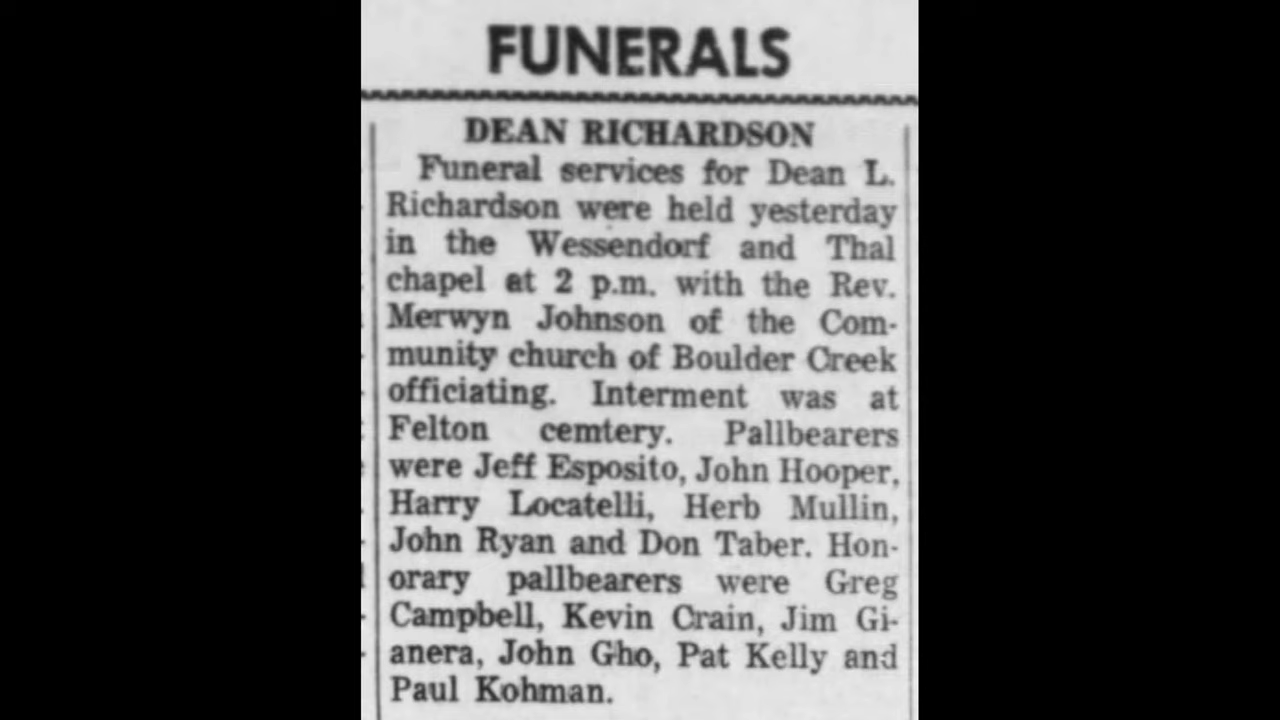 FUNERALS
DEAN RICHARDSON
Funeral services for Dean L.
Richardson were held yesterday
in the Wessendorf and Thal
chapel at 2 p.m. with the Rev.
Merwyn Johnson of the Com-
munity church of Boulder Creek
officiating. Interment was at
Felton cemtery. Pallbearers
were Jeff Esposito, John Hooper,
Harry Locatelli, Herb Mullin,
John Ryan and Don Taber. Hon-
orary pallbearers were Greg
Campbell, Kevin Crain, Jim Gi-
anera, John Gho, Pat Kelly and
Paul Kohman.